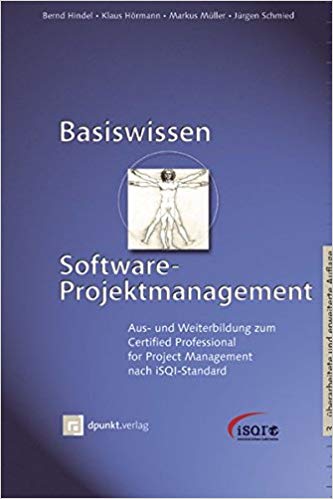 Bernd Hindel • Klaus Hörmann • Markus Müller • Jürgen Schmied
Basiswissen
Software-
Projektmanagement
Aus- und Weiterbildung zum
Certified Professional
for Project Management
nach iSQI-Standard
3. überarbeitete und erweiterte Auflage
dpunkt.verlag
iSQI